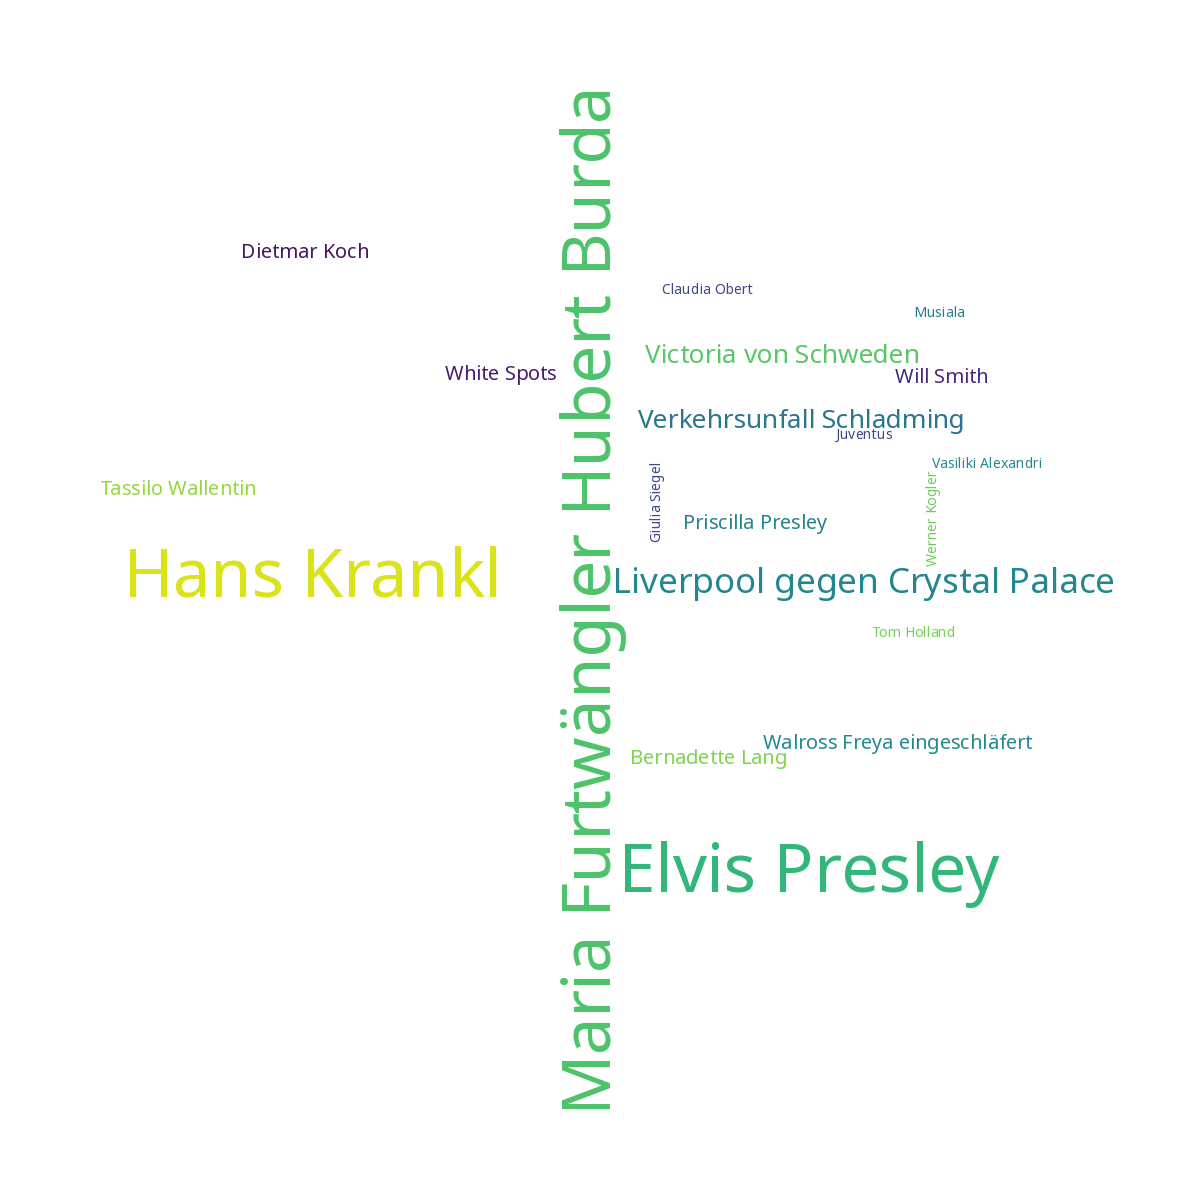 Maria Furtwängler Hubert Burda
Dietmar Koch
Claudia Obert
Musiala
Victoria von Schweden
White Spots
Will Smith
Verkehrsunfall Schladming
Juventus
Vasiliki Alexandri
Tassilo Wallentin
Giulia Siegel
Werner Kogler
Priscilla Presley
Hans Krankl
Liverpool gegen Crystal Palace
Tom Holland
Walross Freya eingeschläfert
Bernadette Lang
Elvis Presley